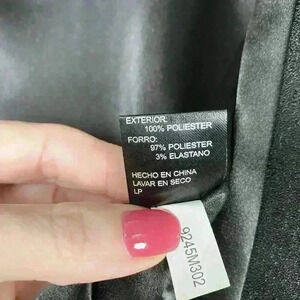 EXTERIOR:
100% POLIESTER
FORRO:
97% POLIESTER
3% ELASTANO
HECHO EN CHINA
LAVAR EN SECO
LP
9245M302